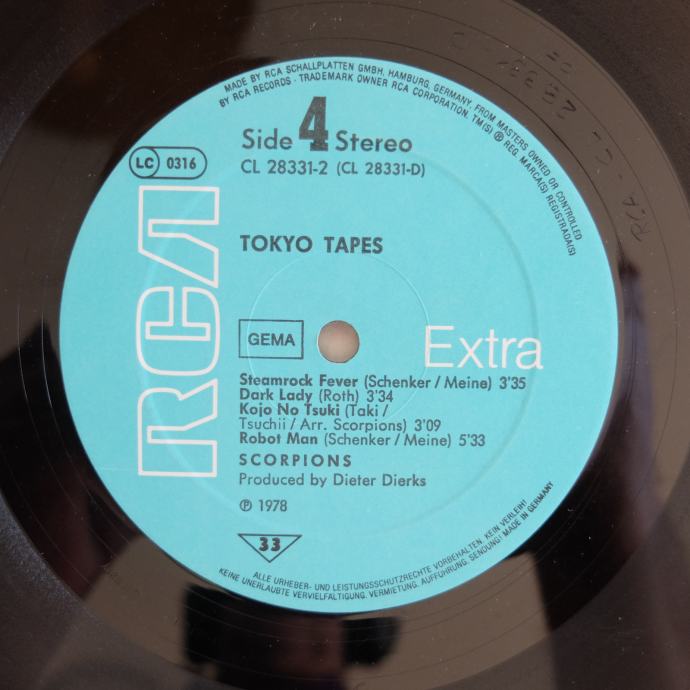 MADE BY RCA SCHALLPLATTEN GMBH, HAMBURG, GERMANY, FROM MASTERS OWNED OR CONTROLLED
BY RCA RECORDS · TRADEMARK OWNER RCA CORPORATION. TM(S) ® REG. MARCA(S) REGISTRADA(S)
Side 4 Stereo
LC 0316
CL 28331-2 (CL 28331-D)
RCA
TOKYO TAPES
GEMA
Extra
Steamrock Fever (Schenker / Meine) 3'35
Dark Lady (Roth) 3'34
Kojo No Tsuki (Taki /
Tsuchii / Arr. Scorpions) 3'09
Robot Man (Schenker / Meine) 5'33
SCORPIONS
Produced by Dieter Dierks
℗ 1978
33
ALLE URHEBER- UND LEISTUNGSSCHUTZRECHTE VORBEHALTEN. KEIN VERLEIH!
KEINE UNERLAUBTE VERVIELFALTIGUNG, VERMIETUNG, AUFFUHRUNG, SENDUNG! MADE IN GERMANY
RCA